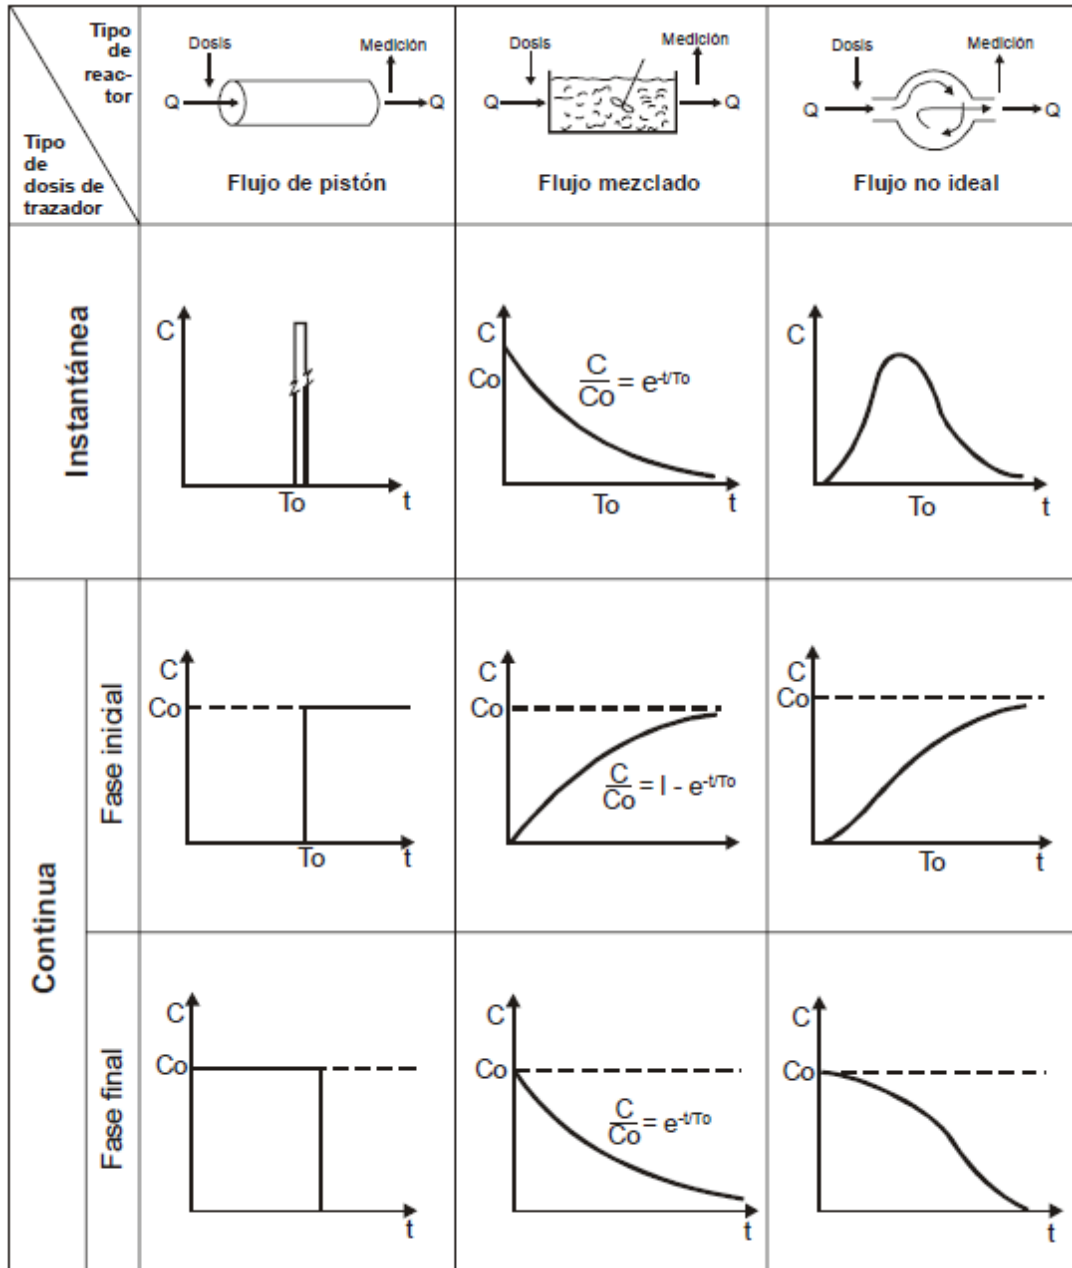 Tipo
de
reac-
tor
Tipo
de
dosis de
trazador
Dosis
Medición
Q
Q
Flujo de pistón
Dosis
Medición
Q
Q
Flujo mezclado
Dosis
Medición
Q
Q
Flujo no ideal
Instantánea
C
To
t
C
Co
C/Co = e^-t/To
To
t
C
To
t
Continua
Fase inicial
C
Co
To
t
C
Co
C/Co = I - e^-t/To
C
Co
To
t
Fase final
C
Co
t
C
Co
C/Co = e^-t/To
t
C
Co
t